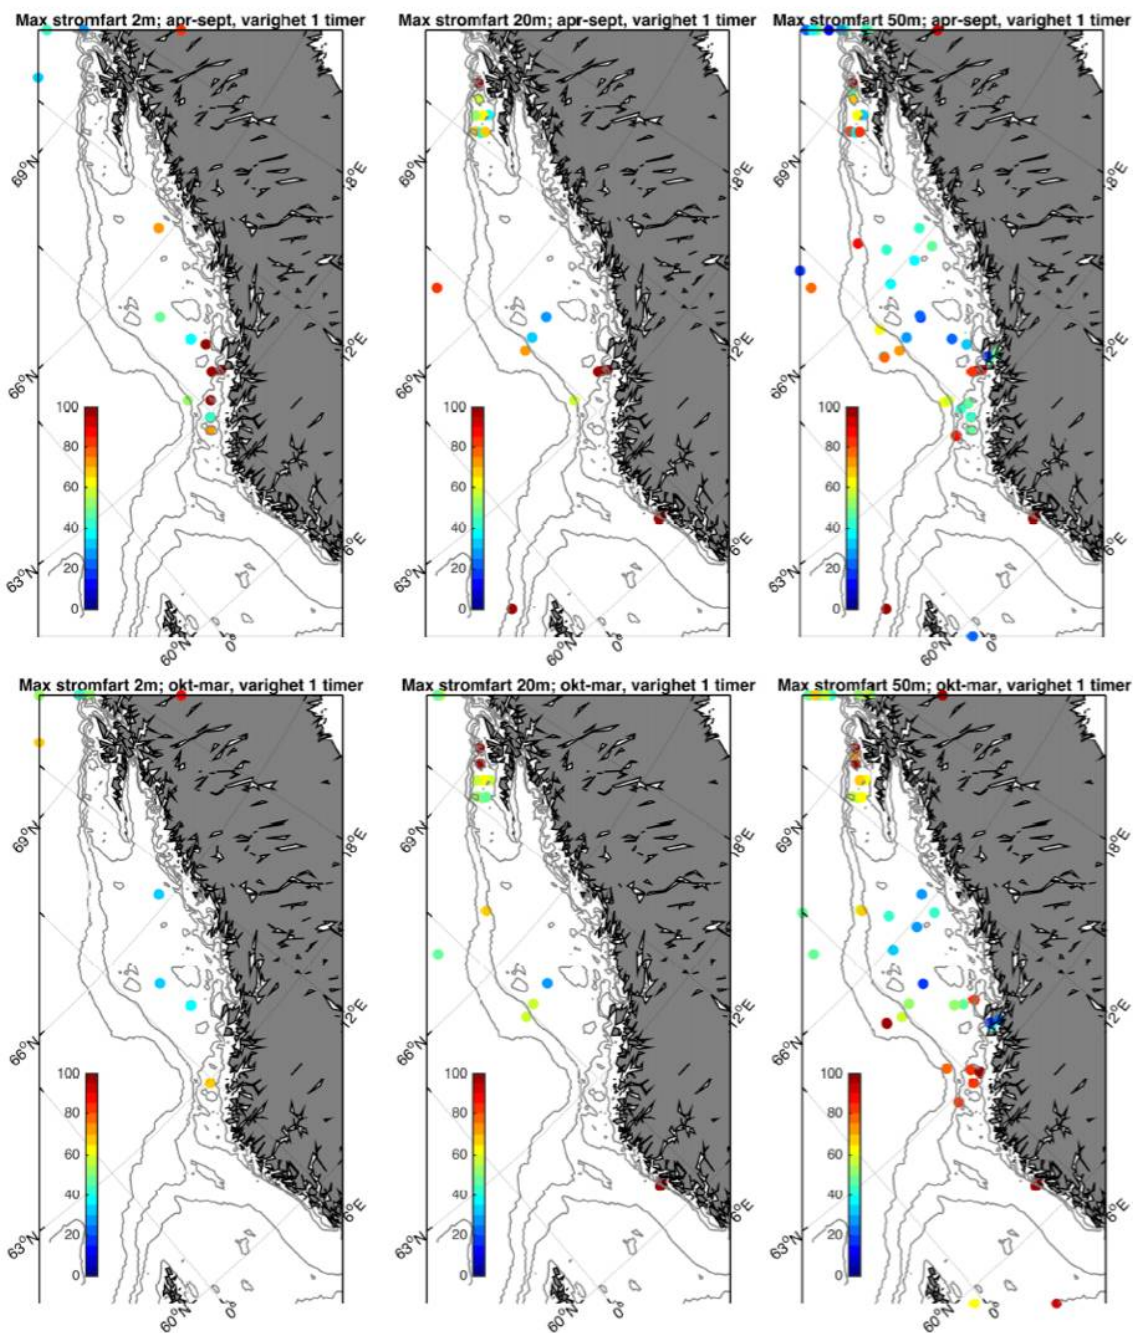 Max stromfart 2m; apr-sept, varighet 1 timer
Max stromfart 20m; apr-sept, varighet 1 timer
Max stromfart 50m; apr-sept, varighet 1 timer
69°N
18°E
66°N
12°E
63°N
6°E
60°N
0°
100
80
60
40
20
0
69°N
18°E
66°N
12°E
63°N
6°E
60°N
0°
100
80
60
40
20
0
69°N
18°E
66°N
12°E
63°N
6°E
60°N
0°
100
80
60
40
20
0
Max stromfart 2m; okt-mar, varighet 1 timer
Max stromfart 20m; okt-mar, varighet 1 timer
Max stromfart 50m; okt-mar, varighet 1 timer
69°N
18°E
66°N
12°E
63°N
6°E
60°N
0°
100
80
60
40
20
0
69°N
18°E
66°N
12°E
63°N
6°E
60°N
0°
100
80
60
40
20
0
69°N
18°E
66°N
12°E
63°N
6°E
60°N
0°
100
80
60
40
20
0